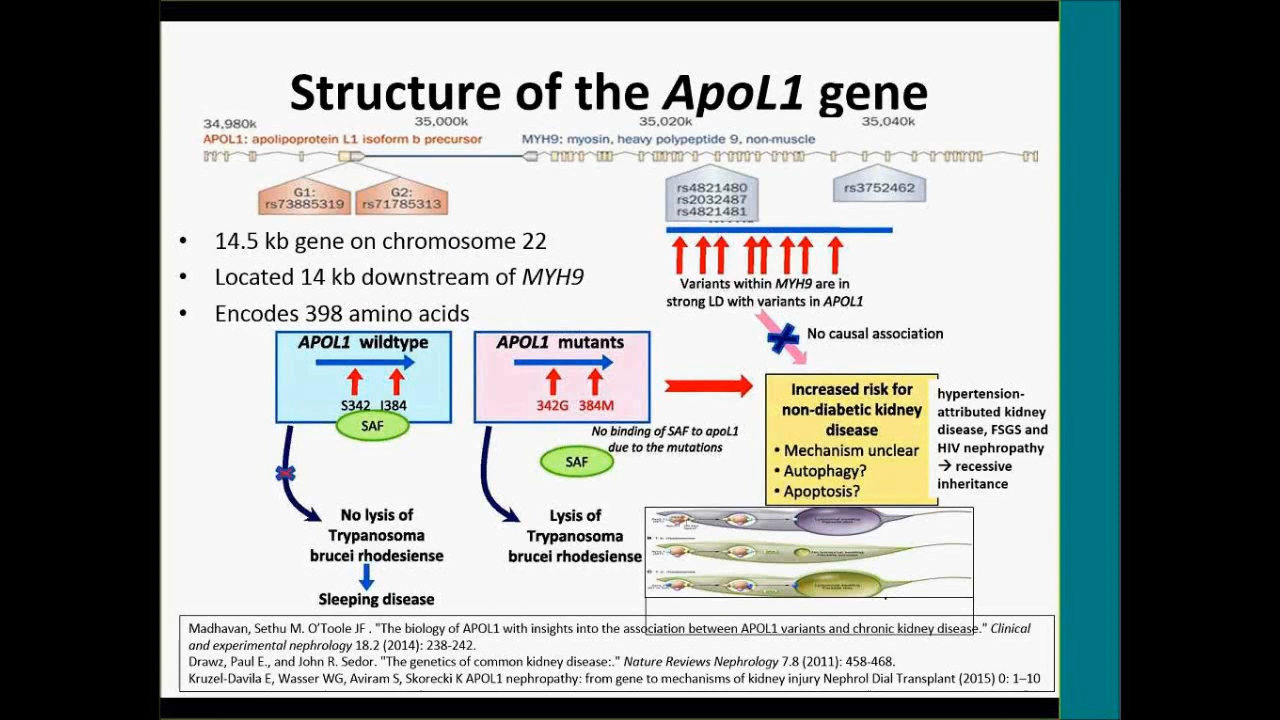 Structure of the ApoL1 gene
34,980k
35,000k
35,020k
35,040k
APOL1: apolipoprotein L1 isoform b precursor
MYH9: myosin, heavy polypeptide 9, non-muscle
G1:
rs73885319
G2:
rs71785313
rs4821480
rs2032487
rs4821481
rs3752462
• 14.5 kb gene on chromosome 22
• Located 14 kb downstream of MYH9
• Encodes 398 amino acids
Variants within MYH9 are in
strong LD with variants in APOL1
No causal association
APOL1 wildtype
S342 I384
SAF
APOL1 mutants
342G 384M
No binding of SAF to apoL1
due to the mutations
SAF
Increased risk for
non-diabetic kidney
disease
• Mechanism unclear
• Autophagy?
• Apoptosis?
hypertension-
attributed kidney
disease, FSGS and
HIV nephropathy
→ recessive
inheritance
No lysis of
Trypanosoma
brucei rhodesiense
Sleeping disease
Lysis of
Trypanosoma
brucei rhodesiense
Madhavan, Sethu M. O'Toole JF . "The biology of APOL1 with insights into the association between APOL1 variants and chronic kidney disease." Clinical
and experimental nephrology 18.2 (2014): 238-242.
Drawz, Paul E., and John R. Sedor. "The genetics of common kidney disease:." Nature Reviews Nephrology 7.8 (2011): 458-468.
Kruzel-Davila E, Wasser WG, Aviram S, Skorecki K APOL1 nephropathy: from gene to mechanisms of kidney injury Nephrol Dial Transplant (2015) 0: 1–10